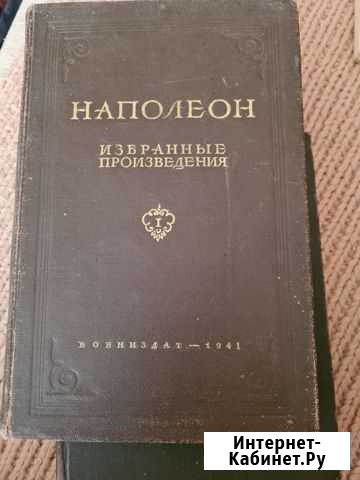 НАПОЛЕОН
ИЗБРАННЫЕ
ПРОИЗВЕДЕНИЯ
I
ВОЕНИЗДАТ — 1941
Интернет-
Кабинет.Ру